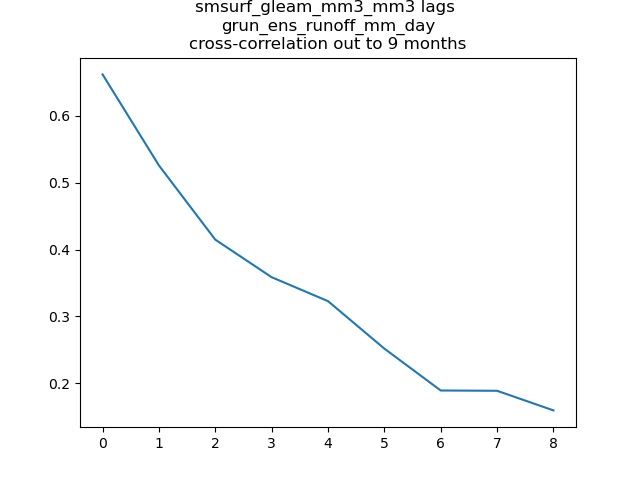 smsurf_gleam_mm3_mm3 lags
grun_ens_runoff_mm_day
cross-correlation out to 9 months
0.6
0.5
0.4
0.3
0.2
0 1 2 3 4 5 6 7 8